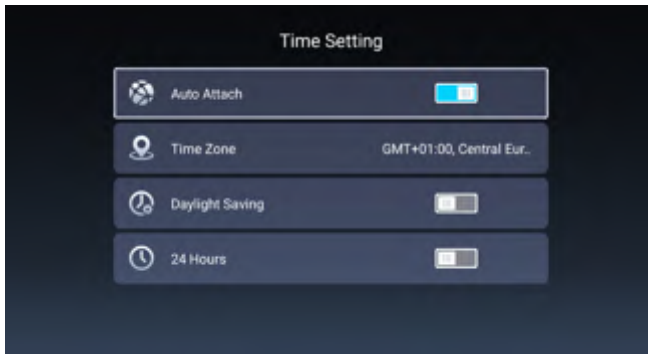 Time Setting
Auto Attach
Time Zone GMT+01:00, Central Eur..
Daylight Saving
24 Hours